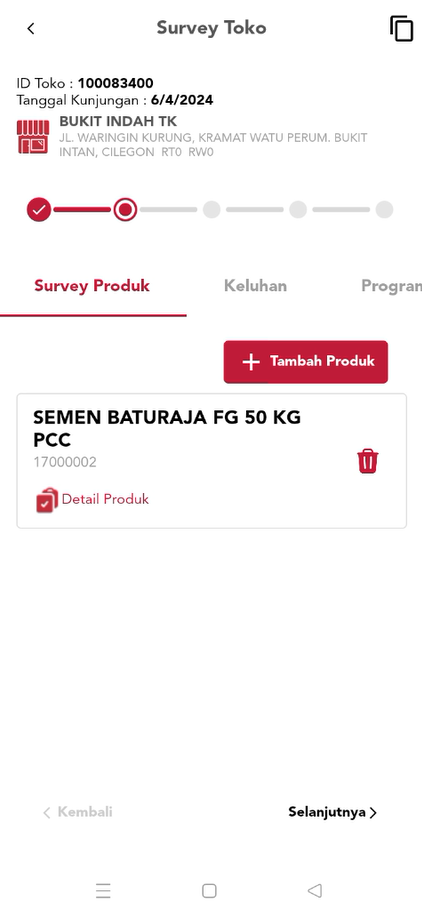 Survey Toko
ID Toko : 100083400
Tanggal Kunjungan : 6/4/2024
BUKIT INDAH TK
JL. WARINGIN KURUNG, KRAMAT WATU PERUM. BUKIT
INTAN, CILEGON RT0 RW0
Survey Produk
Keluhan
Program
Tambah Produk
SEMEN BATURAJA FG 50 KG
PCC
17000002
Detail Produk
Kembali
Selanjutnya